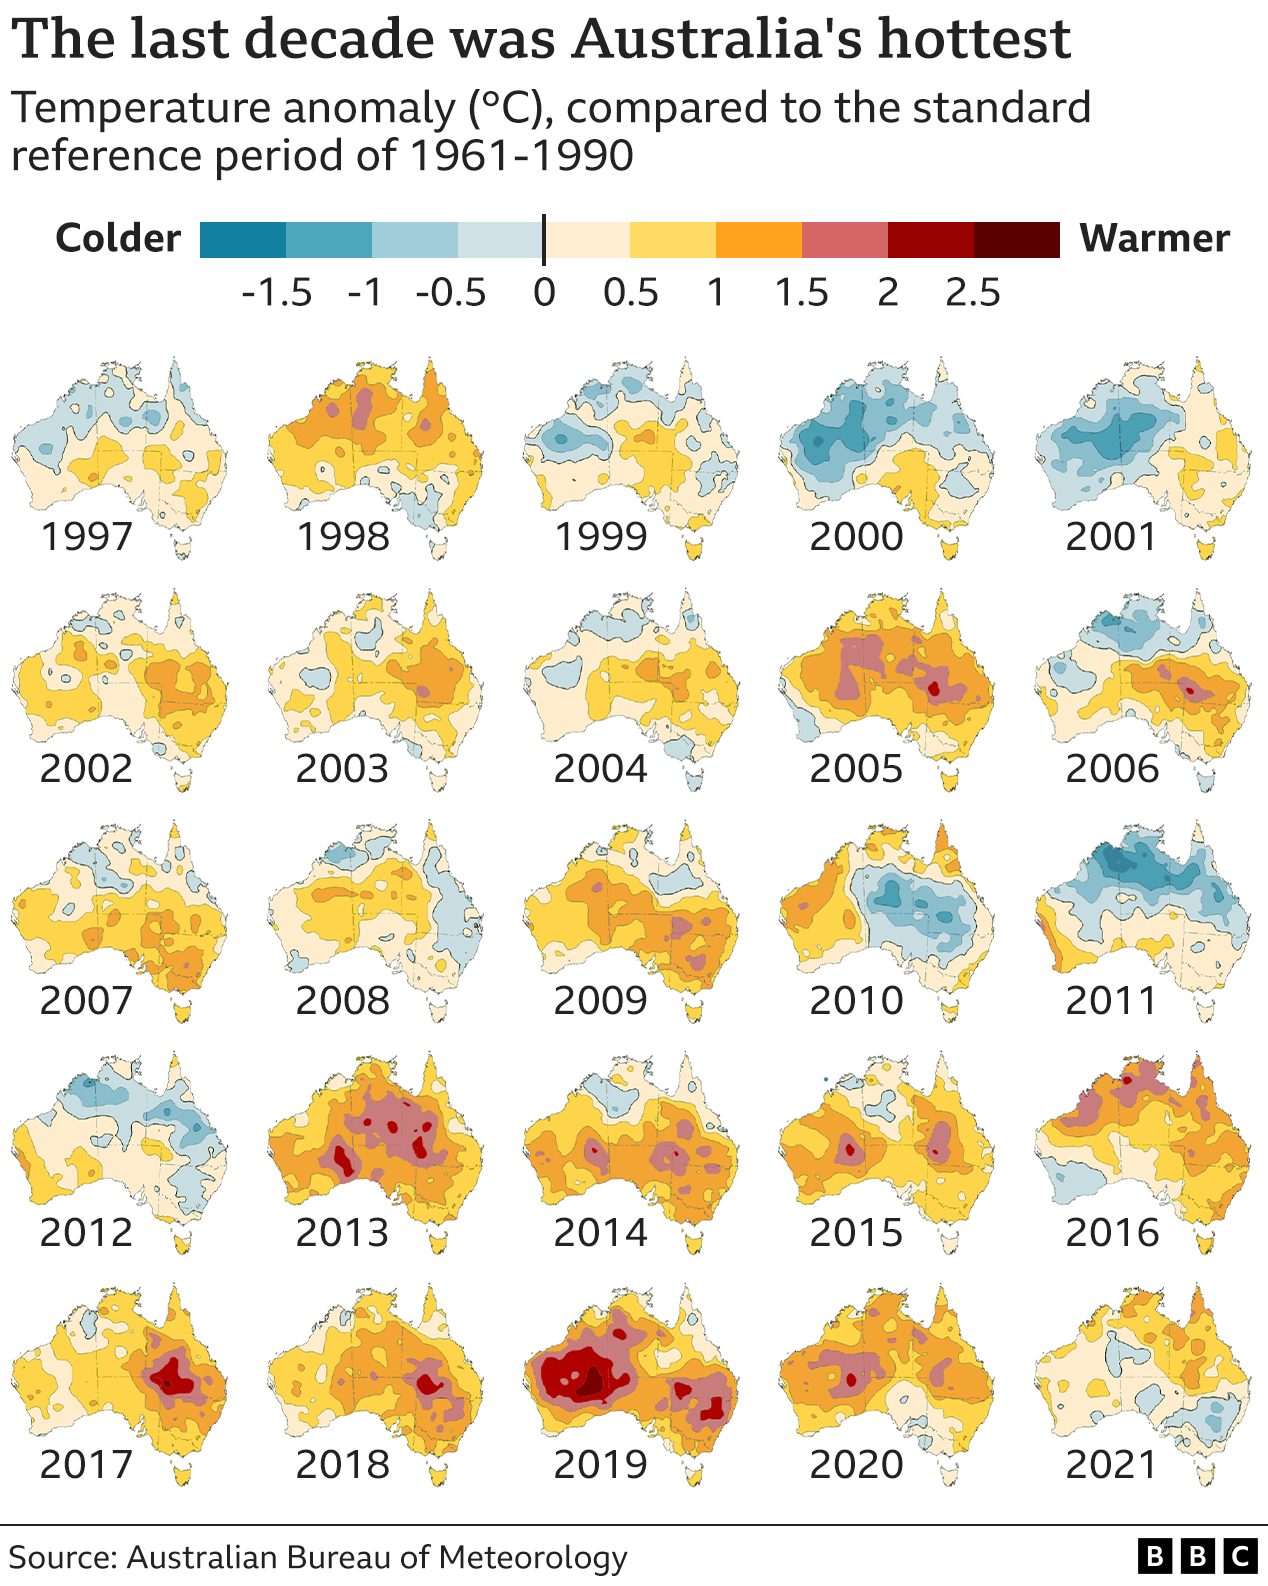 The last decade was Australia's hottest
Temperature anomaly (°C), compared to the standard
reference period of 1961-1990
Colder Warmer
-1.5 -1 -0.5 0 0.5 1 1.5 2 2.5
1997 1998 1999 2000 2001
2002 2003 2004 2005 2006
2007 2008 2009 2010 2011
2012 2013 2014 2015 2016
2017 2018 2019 2020 2021
Source: Australian Bureau of Meteorology BBC